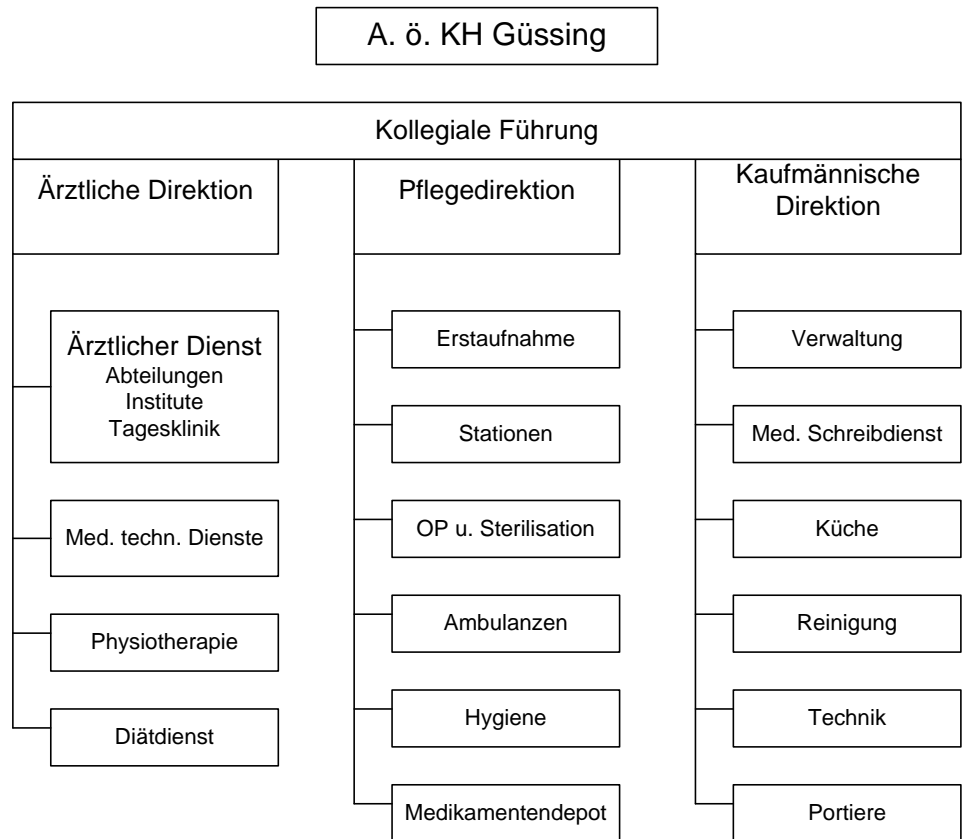 A. ö. KH Güssing
Kollegiale Führung
Ärztliche Direktion
Ärztlicher Dienst
Abteilungen
Institute
Tagesklinik
Med. techn. Dienste
Physiotherapie
Diätdienst
Pflegedirektion
Erstaufnahme
Stationen
OP u. Sterilisation
Ambulanzen
Hygiene
Medikamentendepot
Kaufmännische
Direktion
Verwaltung
Med. Schreibdienst
Küche
Reinigung
Technik
Portiere